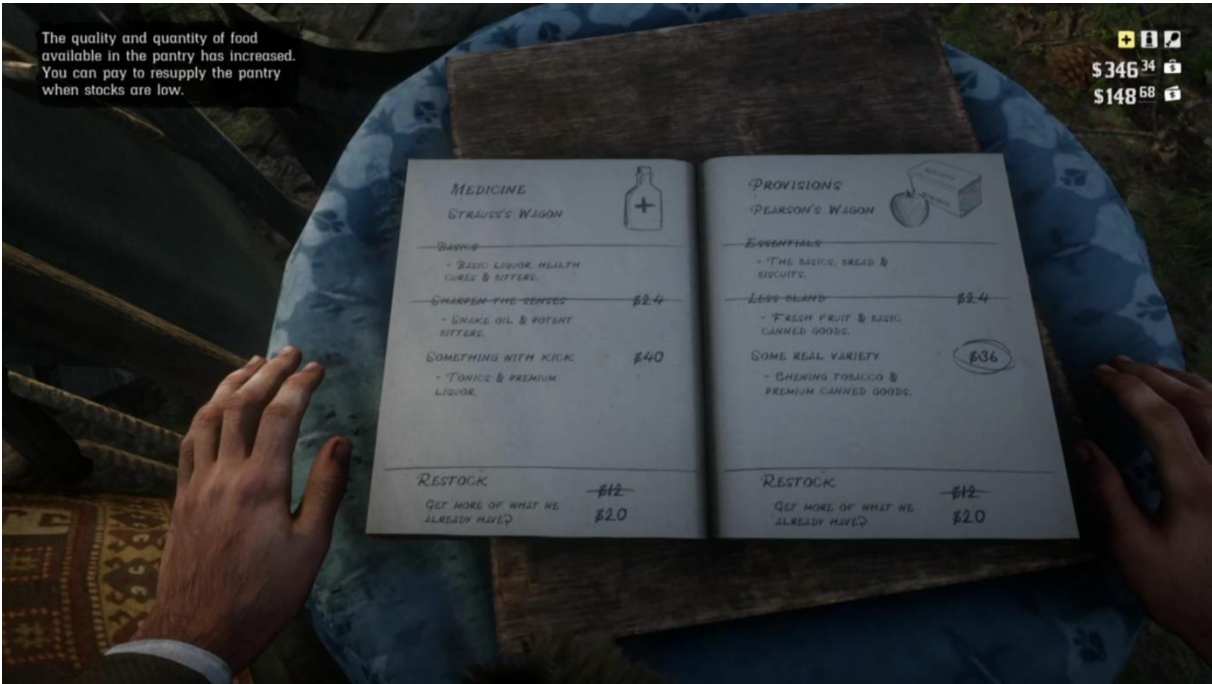 The quality and quantity of food
available in the pantry has increased.
You can pay to resupply the pantry
when stocks are low.
$346 34
$148 68
MEDICINE
STRAUSS'S WAGON
BASICS
- BASIC LIQUOR, HEALTH
CURES & BITTERS.
SHARPEN THE SENSES $24
- SNAKE OIL & POTENT
BITTERS.
SOMETHING WITH KICK $40
- TONICS & PREMIUM
LIQUOR.
RESTOCK $12
GET MORE OF WHAT WE
ALREADY HAVE? $20
PROVISIONS
PEARSON'S WAGON
ESSENTIALS
- THE BASICS, BREAD &
BISCUITS.
LESS BLAND $24
- FRESH FRUIT & BASIC
CANNED GOODS.
SOME REAL VARIETY $36
- CHEWING TOBACCO &
PREMIUM CANNED GOODS.
RESTOCK $12
GET MORE OF WHAT WE
ALREADY HAVE? $20